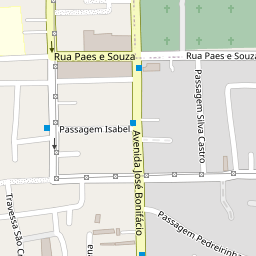 Rua Paes e Souza
Rua Paes e Souza
Passagem Silva Castro
Passagem Isabel
Avenida José Bonifácio
Travessa São C
Passagem Pedreirinha